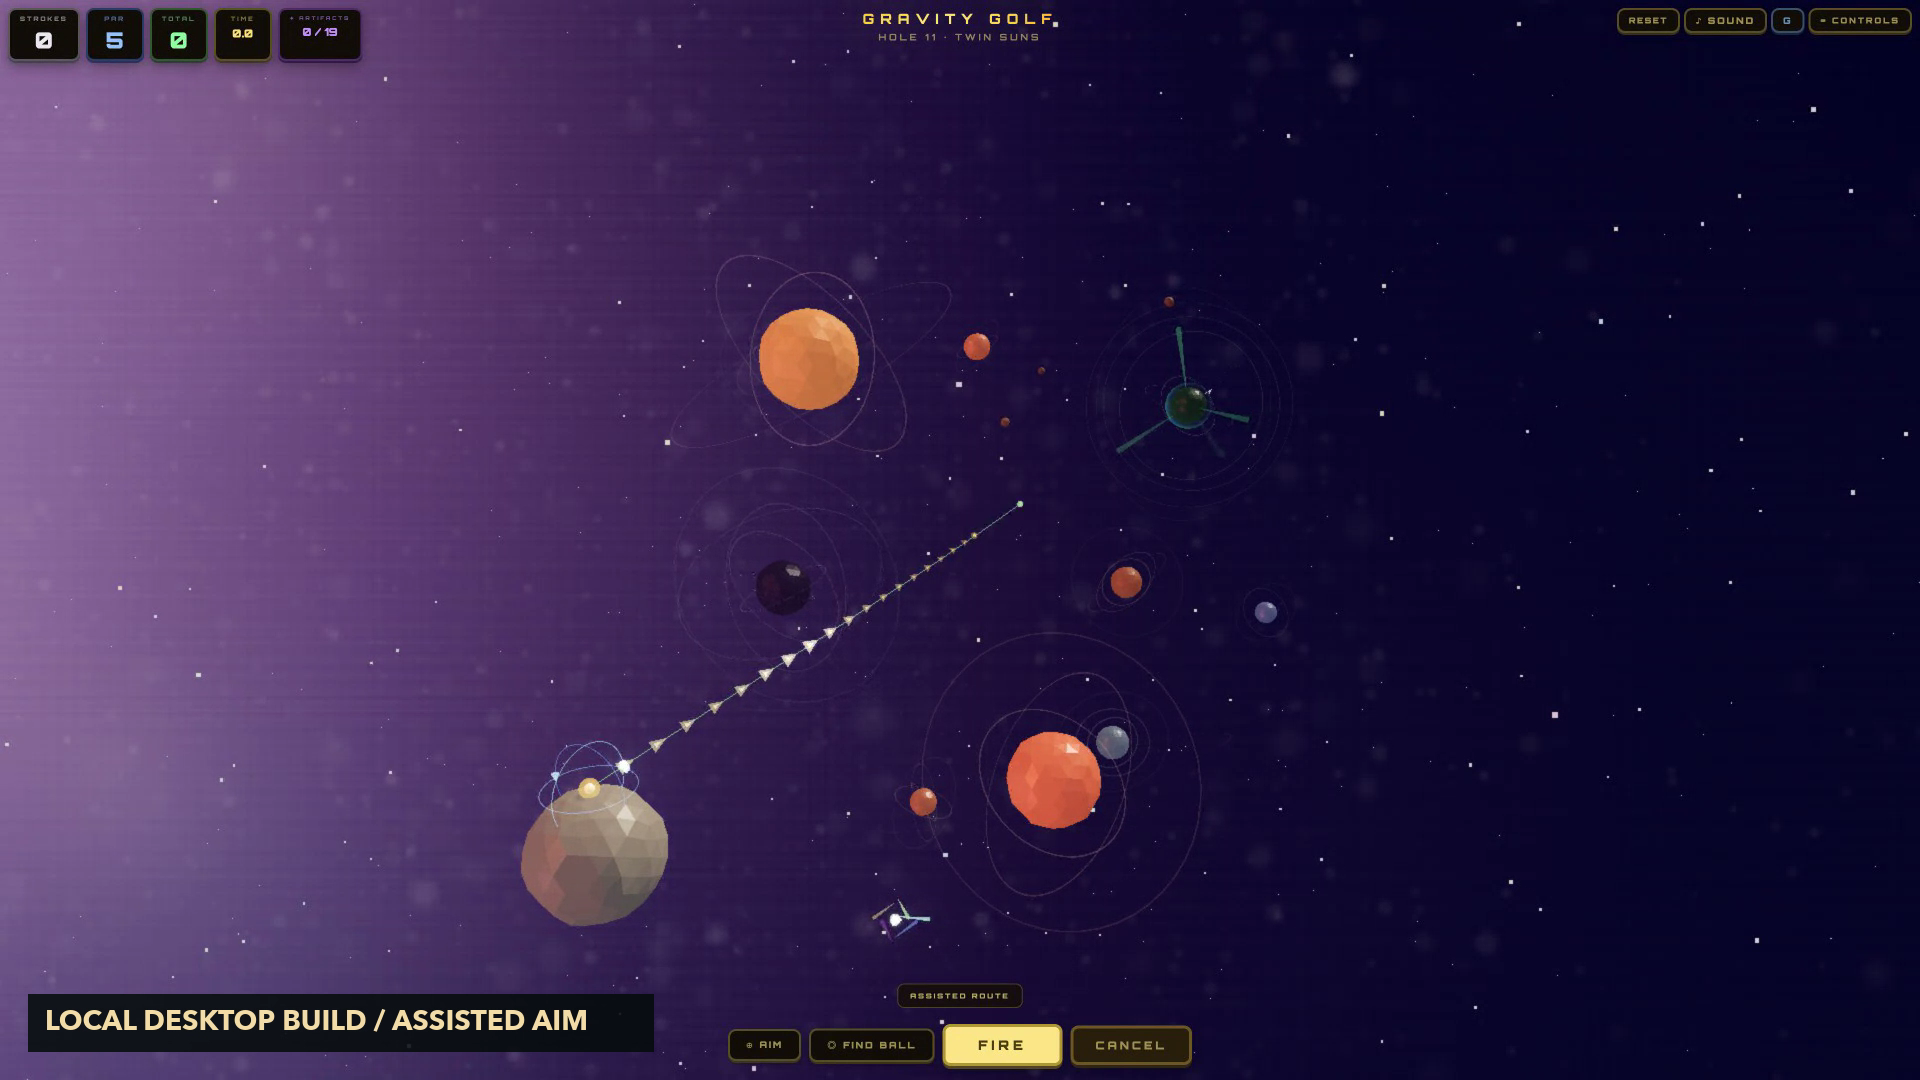 STROKES
0
PAR
5
TOTAL
0
TIME
0.0
✦ ARTIFACTS
0 / 19
GRAVITY GOLF
HOLE 11 · TWIN SUNS
RESET
♪ SOUND
G
CONTROLS
ASSISTED ROUTE
LOCAL DESKTOP BUILD / ASSISTED AIM
AIM
FIND BALL
FIRE
CANCEL